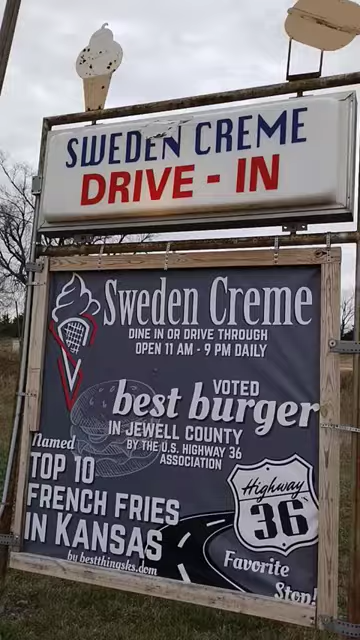 SWEDEN CREME
DRIVE - IN
Sweden Creme
DINE IN OR DRIVE THROUGH
OPEN 11 AM - 9 PM DAILY
VOTED
best burger
IN JEWELL COUNTY
BY THE U.S. HIGHWAY 36
ASSOCIATION
Named
TOP 10
FRENCH FRIES
IN KANSAS
by bestthingsks.com
Highway
36
Favorite
Stop!